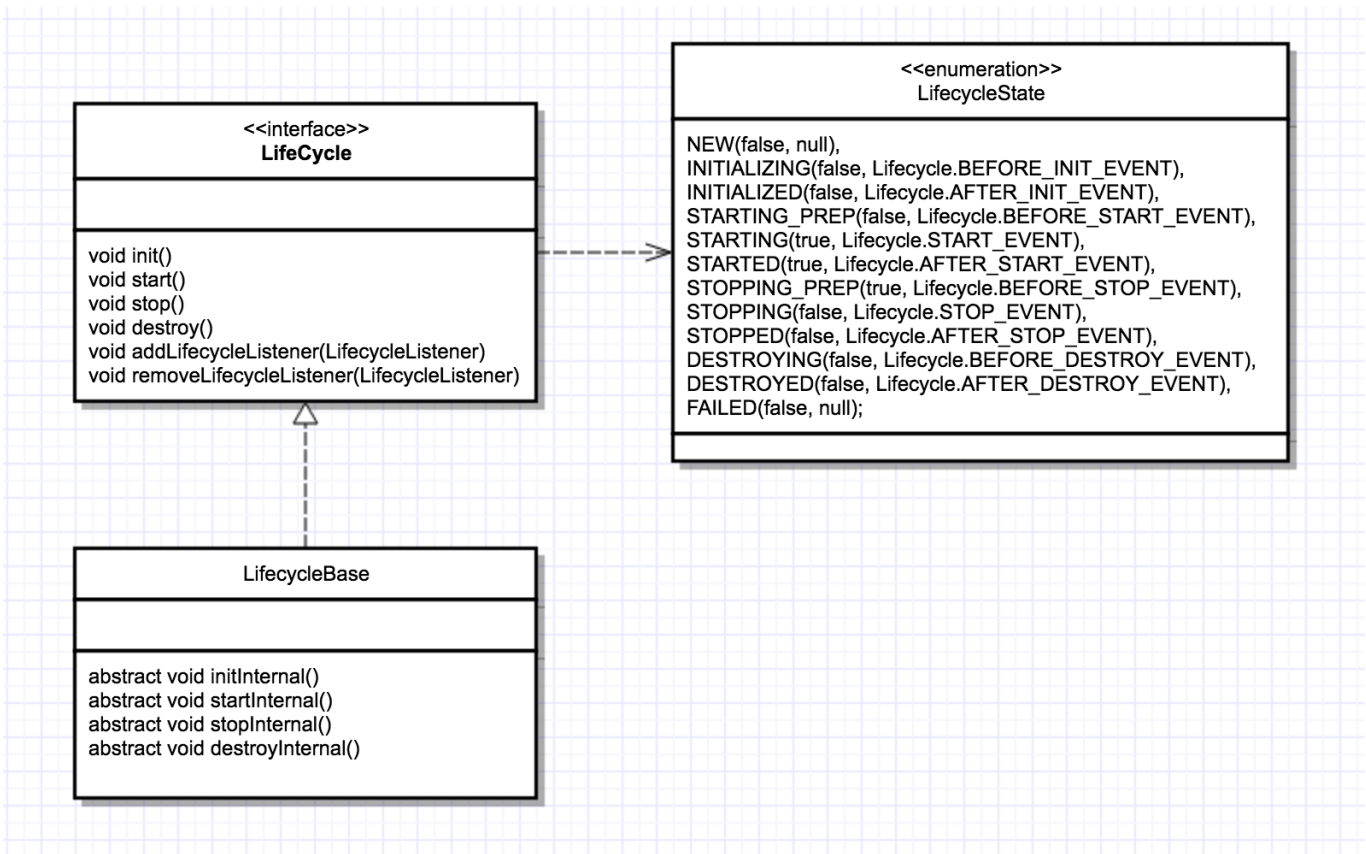 <<interface>>
LifeCycle
void init()
void start()
void stop()
void destroy()
void addLifecycleListener(LifecycleListener)
void removeLifecycleListener(LifecycleListener)
<<enumeration>>
LifecycleState
NEW(false, null),
INITIALIZING(false, Lifecycle.BEFORE_INIT_EVENT),
INITIALIZED(false, Lifecycle.AFTER_INIT_EVENT),
STARTING_PREP(false, Lifecycle.BEFORE_START_EVENT),
STARTING(true, Lifecycle.START_EVENT),
STARTED(true, Lifecycle.AFTER_START_EVENT),
STOPPING_PREP(true, Lifecycle.BEFORE_STOP_EVENT),
STOPPING(false, Lifecycle.STOP_EVENT),
STOPPED(false, Lifecycle.AFTER_STOP_EVENT),
DESTROYING(false, Lifecycle.BEFORE_DESTROY_EVENT),
DESTROYED(false, Lifecycle.AFTER_DESTROY_EVENT),
FAILED(false, null);
LifecycleBase
abstract void initInternal()
abstract void startInternal()
abstract void stopInternal()
abstract void destroyInternal()